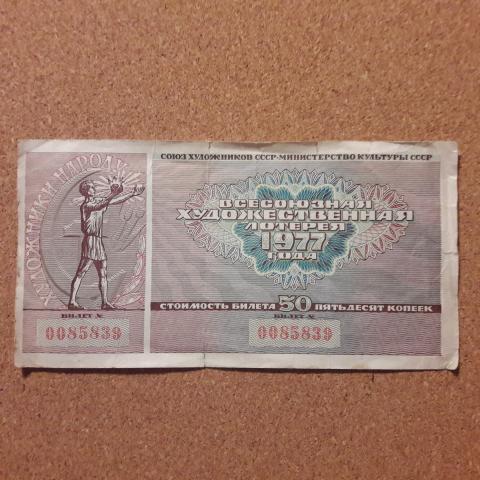 ХУДОЖНИКИ НАРОДУ
БИЛЕТ №
0085839
СОЮЗ ХУДОЖНИКОВ СССР-МИНИСТЕРСТВО КУЛЬТУРЫ СССР
ВСЕСОЮЗНАЯ
ХУДОЖЕСТВЕННАЯ
ЛОТЕРЕЯ
1977
ГОДА
СТОИМОСТЬ БИЛЕТА 50 ПЯТЬДЕСЯТ КОПЕЕК
БИЛЕТ №
0085839